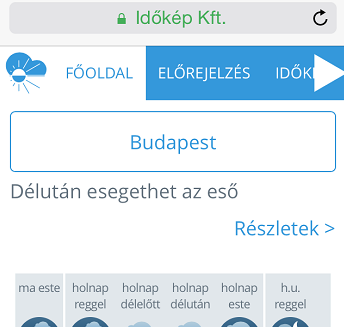 Időkép Kft.
FŐOLDAL ELŐREJELZÉS IDŐK
Budapest
Délután esegethet az eső
Részletek >
ma este holnap reggel holnap délelőtt holnap délután holnap este h.u. reggel